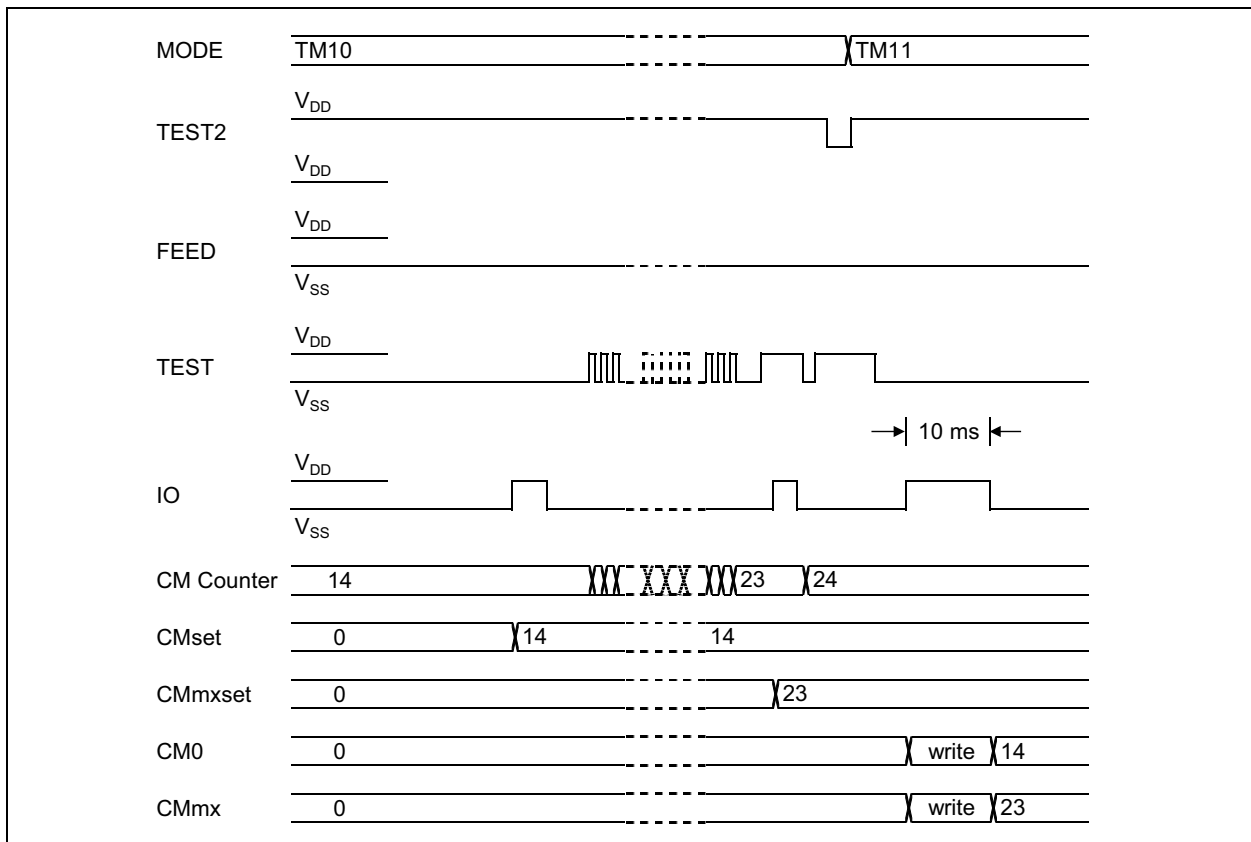 MODE TM10 TM11
VDD
TEST2
VDD
VDD
FEED
VSS
VDD
TEST
VSS
10 ms
VDD
IO
VSS
CM Counter 14 23 24
CMset 0 14 14
CMmxset 0 23
CM0 0 write 14
CMmx 0 write 23